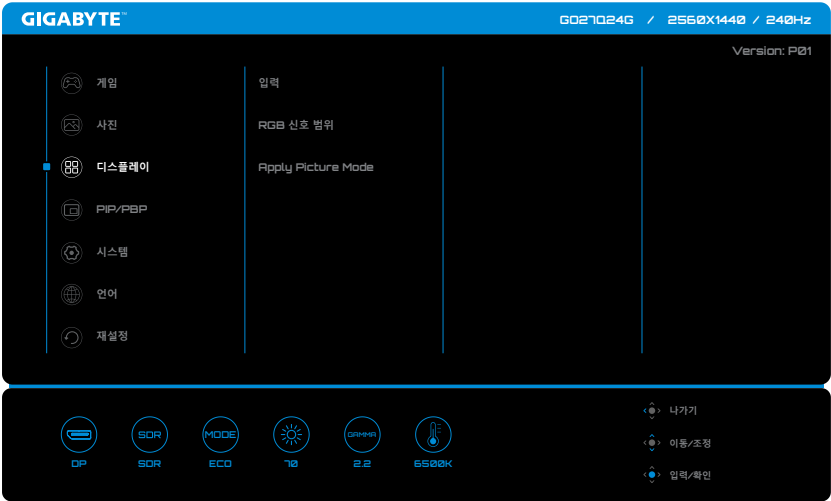 GIGABYTE™
GO27Q24G / 2560X1440 / 240Hz
Version: P01
게임
입력
사진
RGB 신호 범위
디스플레이
Apply Picture Mode
PIP/PBP
시스템
언어
재설정
SDR
MODE
GAMMA
DP
SDR
ECO
70
2.2
6500K
나가기
이동/조정
입력/확인